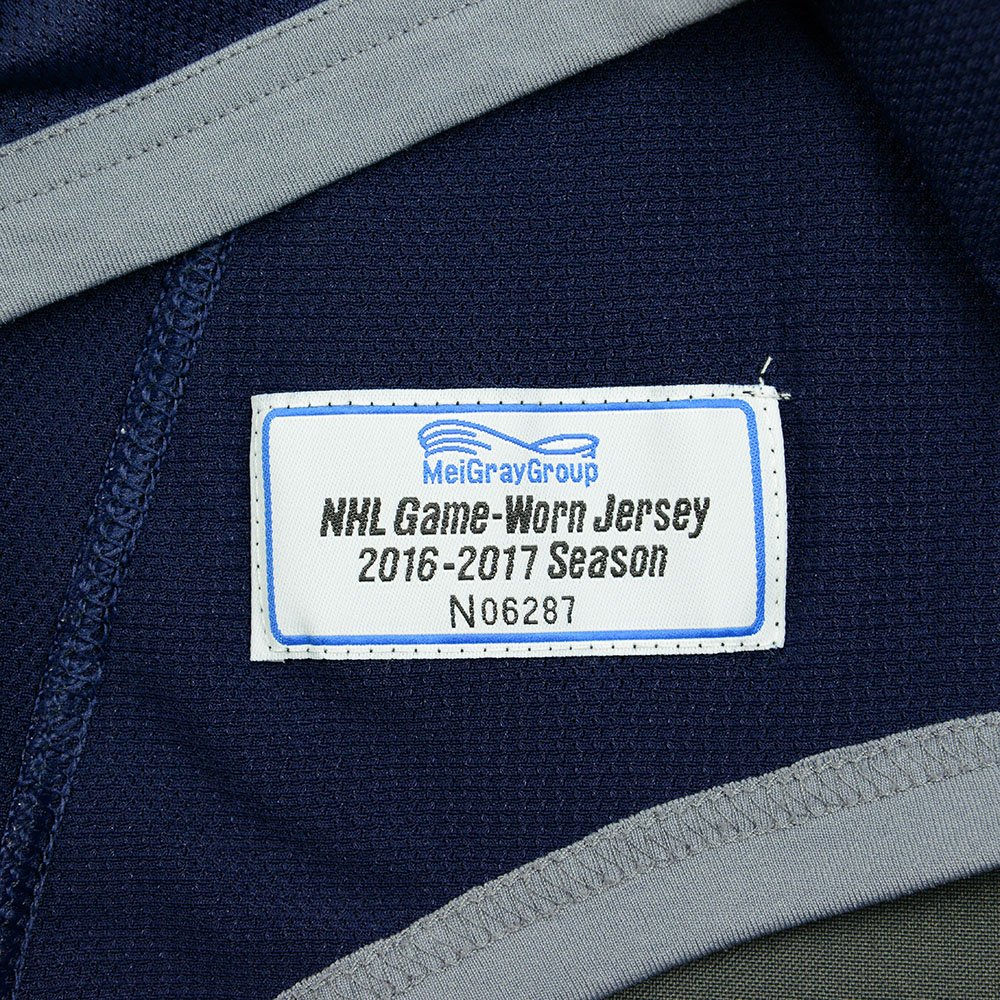 MeiGrayGroup
NHL Game-Worn Jersey
2016-2017 Season
N06287